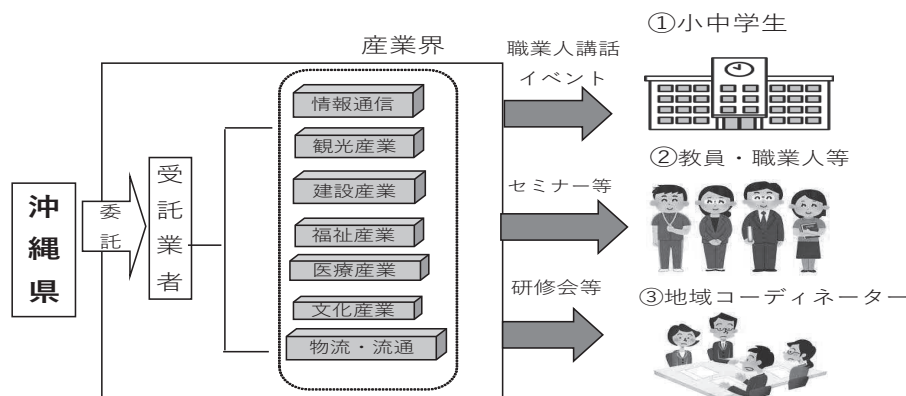 沖縄県
委託
受託業者
産業界
情報通信
観光産業
建設産業
福祉産業
医療産業
文化産業
物流・流通
職業人講話
イベント
セミナー等
研修会等
①小中学生
②教員・職業人等
③地域コーディネーター